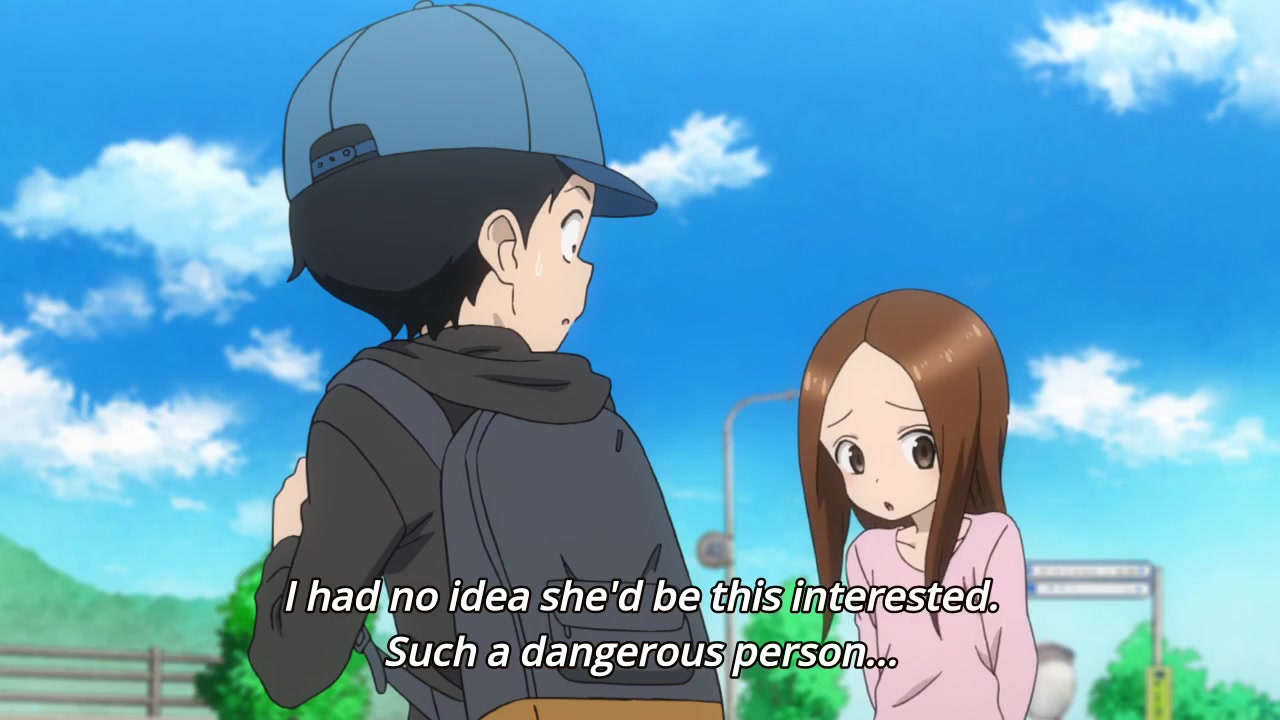 I had no idea she'd be this interested.
Such a dangerous person...